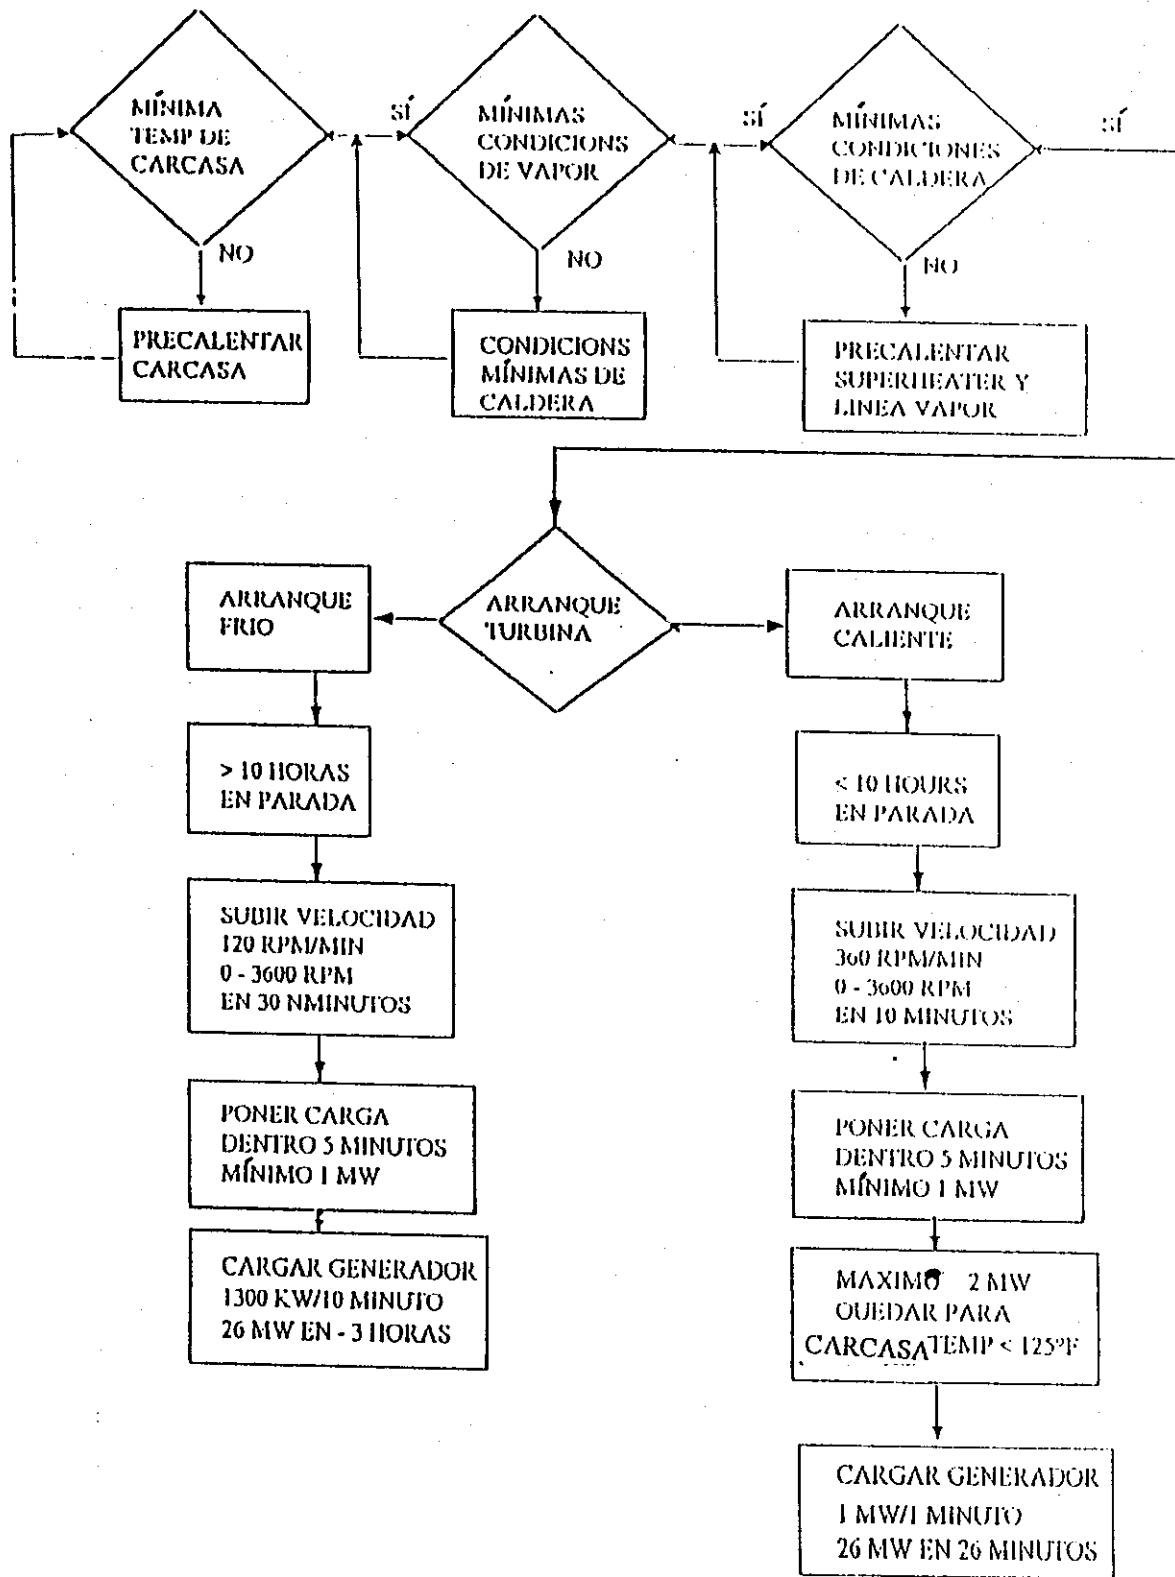 MÍNIMA
TEMP DE
CARCASA
SÍ
MÍNIMAS
CONDICIONS
DE VAPOR
SÍ
MÍNIMAS
CONDICIONES
DE CALDERA
SÍ
NO
NO
NO
PRECALENTAR
CARCASA
CONDICIONS
MÍNIMAS DE
CALDERA
PRECALENTAR
SUPERHEATER Y
LINEA VAPOR
ARRANQUE
FRIO
ARRANQUE
TURBINA
ARRANQUE
CALIENTE
> 10 HORAS
EN PARADA
< 10 HOURS
EN PARADA
SUBIR VELOCIDAD
120 RPM/MIN
0 - 3600 RPM
EN 30 NMINUTOS
SUBIR VELOCIDAD
360 RPM/MIN
0 - 3600 RPM
EN 10 MINUTOS
PONER CARGA
DENTRO 5 MINUTOS
MÍNIMO 1 MW
PONER CARGA
DENTRO 5 MINUTOS
MÍNIMO 1 MW
CARGAR GENERADOR
1300 KW/10 MINUTO
26 MW EN - 3 HORAS
MAXIMO 2 MW
QUEDAR PARA
CARCASA TEMP < 125°F
CARGAR GENERADOR
1 MW/1 MINUTO
26 MW EN 26 MINUTOS